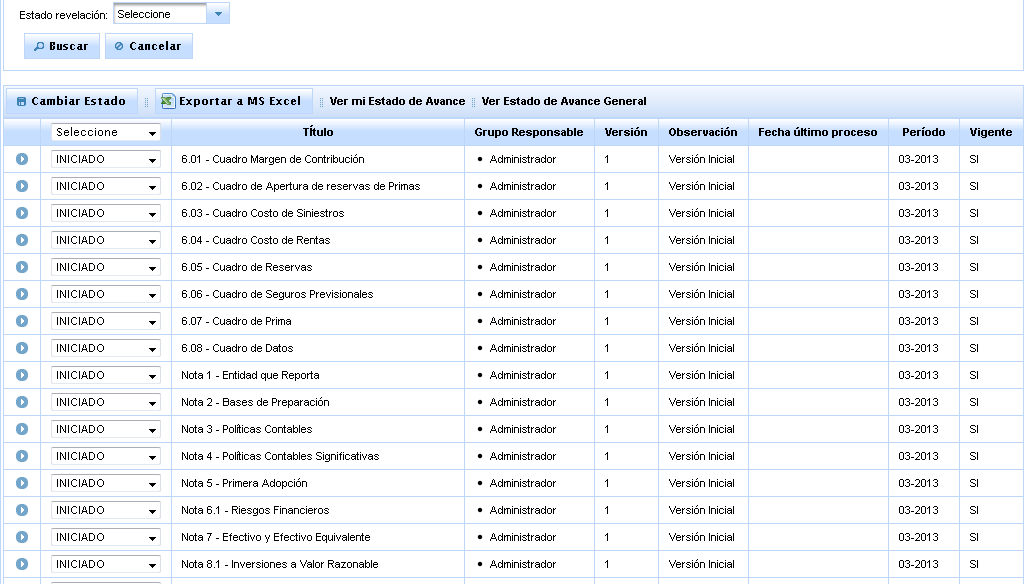 Estado revelación: Seleccione
Buscar Cancelar
Cambiar Estado Exportar a MS Excel Ver mi Estado de Avance Ver Estado de Avance General
Seleccione Título Grupo Responsable Versión Observación Fecha último proceso Período Vigente
INICIADO 6.01 - Cuadro Margen de Contribución • Administrador 1 Versión Inicial 03-2013 SI
INICIADO 6.02 - Cuadro de Apertura de reservas de Primas • Administrador 1 Versión Inicial 03-2013 SI
INICIADO 6.03 - Cuadro Costo de Siniestros • Administrador 1 Versión Inicial 03-2013 SI
INICIADO 6.04 - Cuadro Costo de Rentas • Administrador 1 Versión Inicial 03-2013 SI
INICIADO 6.05 - Cuadro de Reservas • Administrador 1 Versión Inicial 03-2013 SI
INICIADO 6.06 - Cuadro de Seguros Previsionales • Administrador 1 Versión Inicial 03-2013 SI
INICIADO 6.07 - Cuadro de Prima • Administrador 1 Versión Inicial 03-2013 SI
INICIADO 6.08 - Cuadro de Datos • Administrador 1 Versión Inicial 03-2013 SI
INICIADO Nota 1 - Entidad que Reporta • Administrador 1 Versión Inicial 03-2013 SI
INICIADO Nota 2 - Bases de Preparación • Administrador 1 Versión Inicial 03-2013 SI
INICIADO Nota 3 - Políticas Contables • Administrador 1 Versión Inicial 03-2013 SI
INICIADO Nota 4 - Políticas Contables Significativas • Administrador 1 Versión Inicial 03-2013 SI
INICIADO Nota 5 - Primera Adopción • Administrador 1 Versión Inicial 03-2013 SI
INICIADO Nota 6.1 - Riesgos Financieros • Administrador 1 Versión Inicial 03-2013 SI
INICIADO Nota 7 - Efectivo y Efectivo Equivalente • Administrador 1 Versión Inicial 03-2013 SI
INICIADO Nota 8.1 - Inversiones a Valor Razonable • Administrador 1 Versión Inicial 03-2013 SI